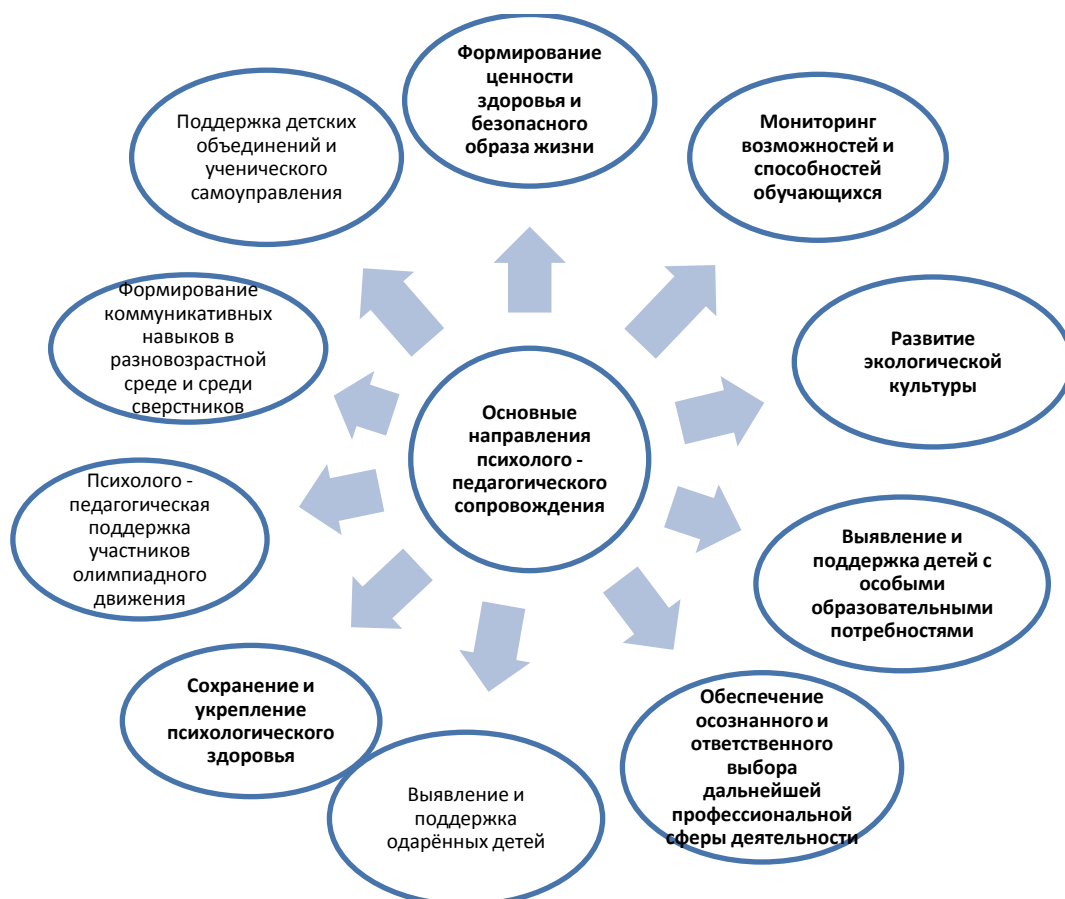 Формирование
ценности
здоровья и
безопасного
образа жизни
Мониторинг
возможностей и
способностей
обучающихся
Развитие
экологической
культуры
Выявление и
поддержка детей с
особыми
образовательными
потребностями
Обеспечение
осознанного и
ответственного
выбора
дальнейшей
профессиональной
сферы деятельности
Выявление и
поддержка
одарённых детей
Сохранение и
укрепление
психологического
здоровья
Психолого -
педагогическая
поддержка
участников
олимпиадного
движения
Формирование
коммуникативных
навыков в
разновозрастной
среде и среди
сверстников
Поддержка детских
объединений и
ученического
самоуправления
Основные
направления
психолого -
педагогического
сопровождения